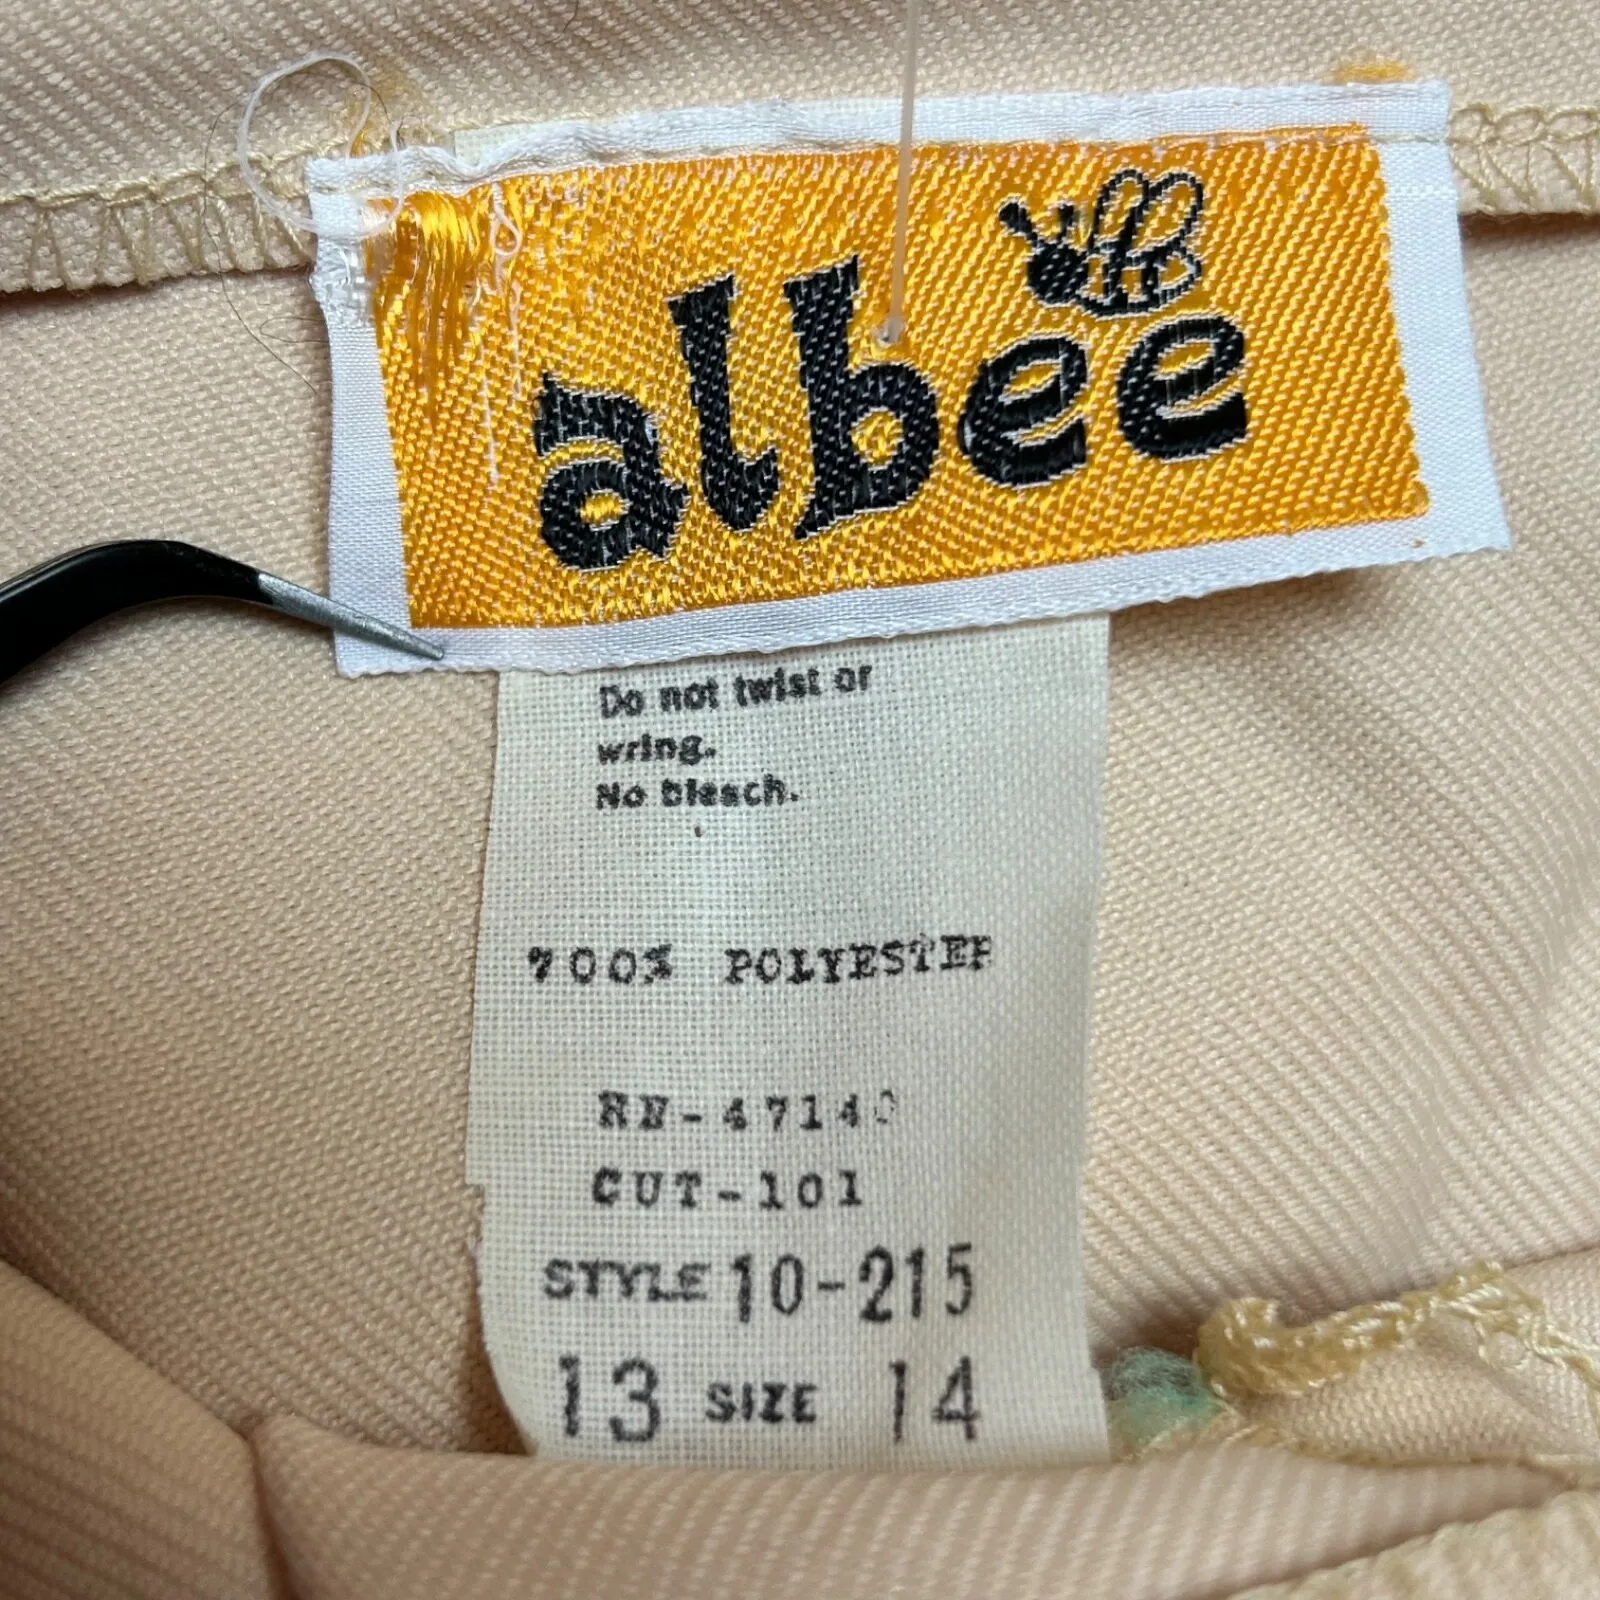 albee
Do not twist or
wring.
No bleach.
700% POLYESTER
RN-47140
CUT-101
STYLE 10-215
13 SIZE 14